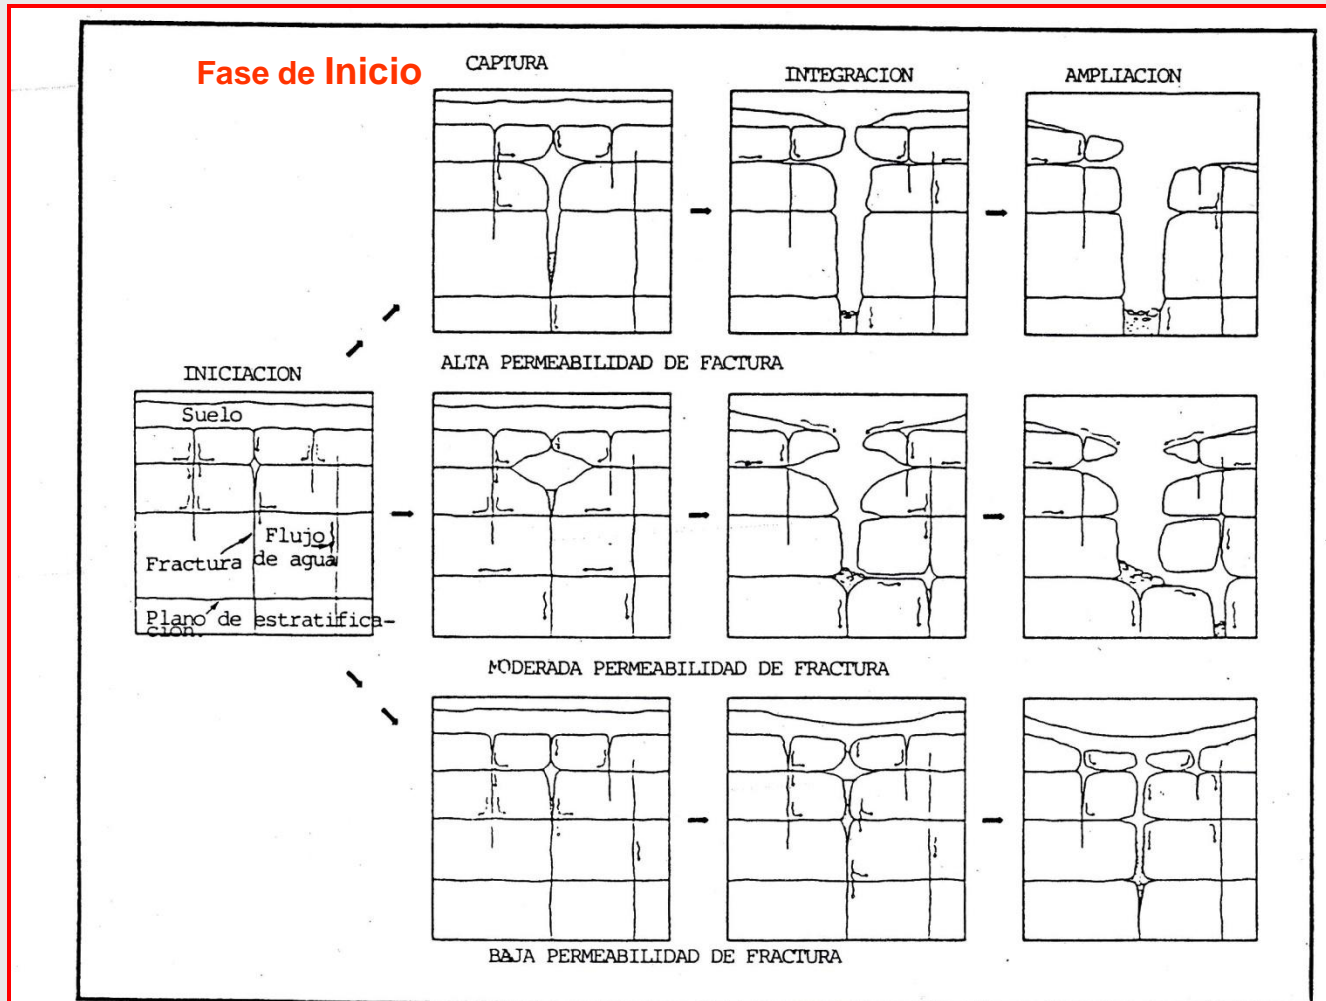 Fase de Inicio
CAPTURA
INTEGRACION
AMPLIACION
ALTA PERMEABILIDAD DE FACTURA
INICIACION
Suelo
Flujo
Fractura de agua
Plano de estratifica-
ción.
MODERADA PERMEABILIDAD DE FRACTURA
BAJA PERMEABILIDAD DE FRACTURA